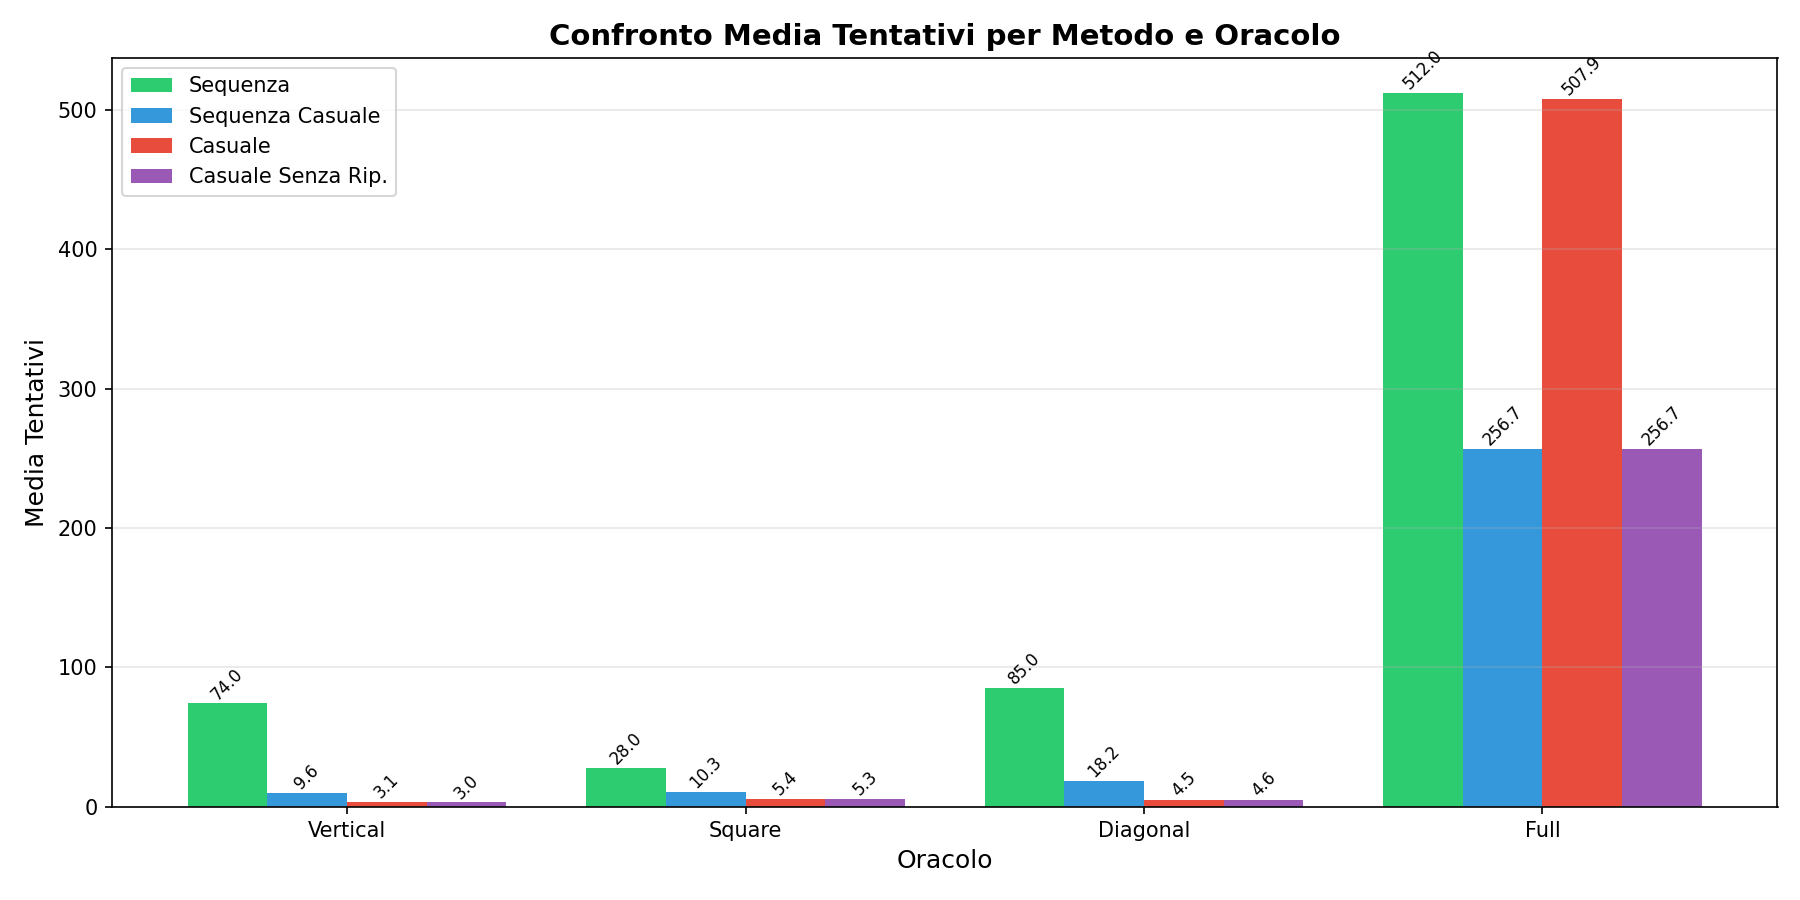 Confronto Media Tentativi per Metodo e Oracolo
Sequenza
Sequenza Casuale
Casuale
Casuale Senza Rip.
Media Tentativi
500
400
300
200
100
0
74.0
9.6
3.1
3.0
28.0
10.3
5.4
5.3
85.0
18.2
4.5
4.6
512.0
256.7
507.9
256.7
Vertical
Square
Diagonal
Full
Oracolo